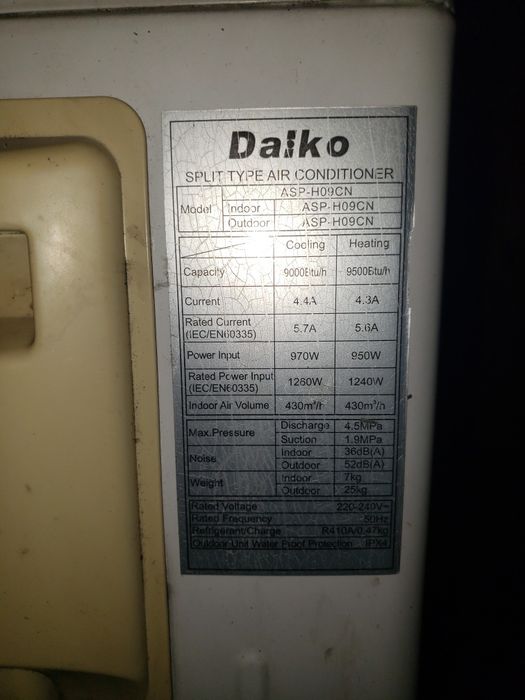 Daiko
SPLIT TYPE AIR CONDITIONER
Model ASP-H09CN
Indoor ASP-H09CN
Outdoor ASP-H09CN
Cooling Heating
Capacity 9000Btu/h 9500Btu/h
Current 4.4A 4.3A
Rated Current (IEC/EN60335) 5.7A 5.6A
Power Input 970W 950W
Rated Power Input (IEC/EN60335) 1260W 1240W
Indoor Air Volume 430m³/h 430m³/h
Max.Pressure Discharge 4.5MPa
Suction 1.9MPa
Noise Indoor 36dB(A)
Outdoor 52dB(A)
Weight Indoor 7kg
Outdoor 25kg
Rated Voltage 220-240V~
Rated Frequency 50Hz
Refrigerant/Charge R410A/0.47kg
Outdoor Unit Water Proof Protection IPX4